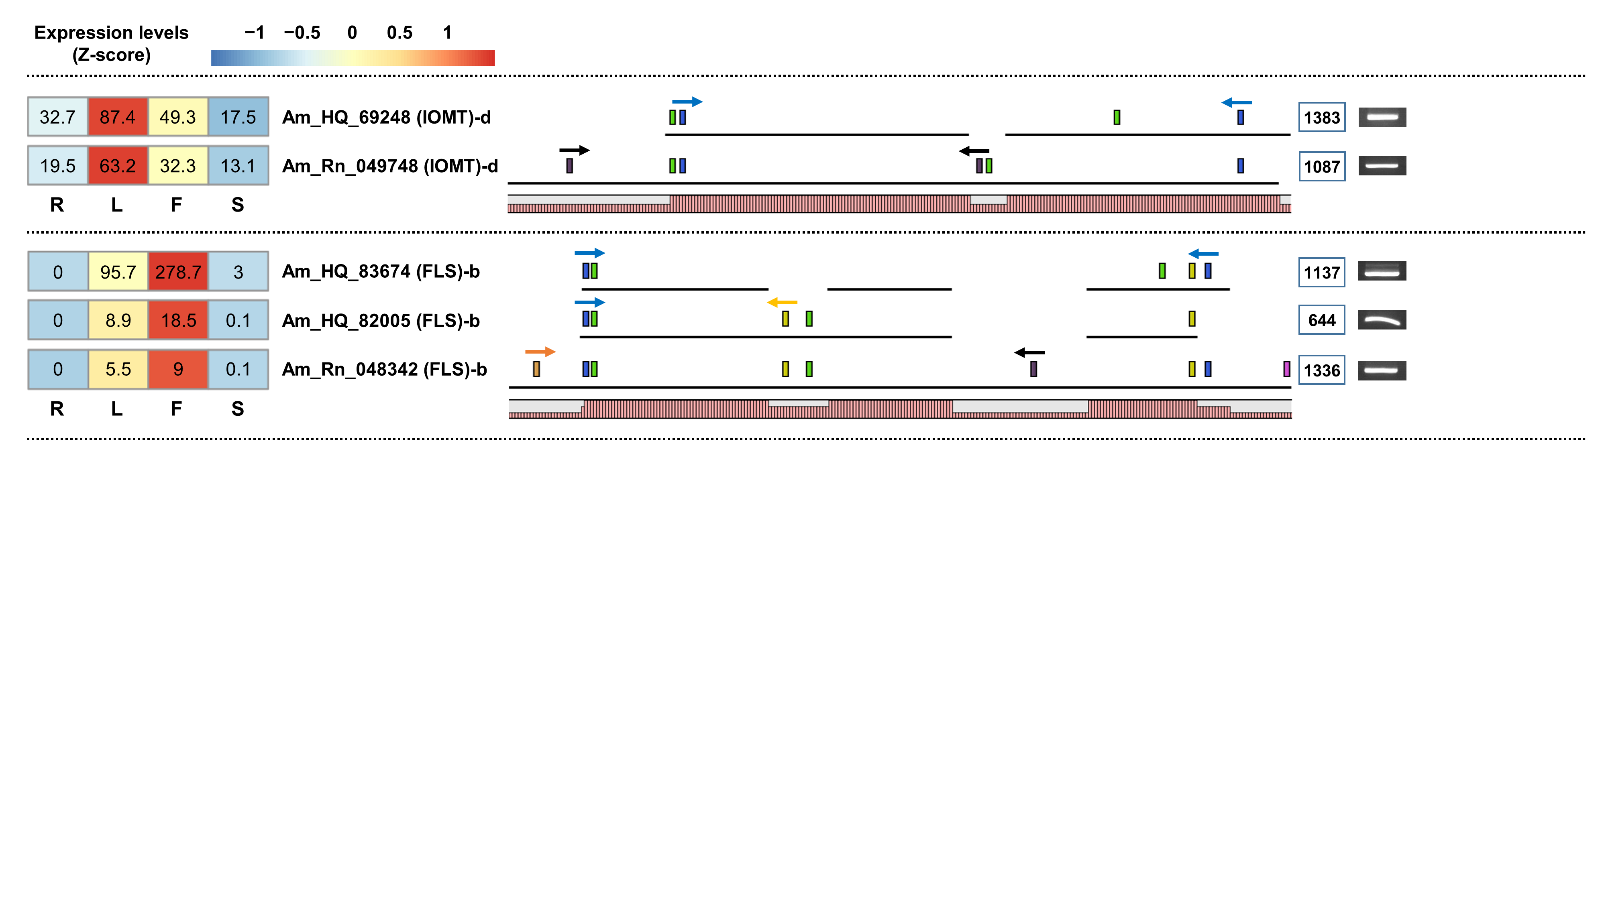 Expression levels
(Z-score)
−1 −0.5 0 0.5 1
32.7 87.4 49.3 17.5 Am_HQ_69248 (IOMT)-d 1383
19.5 63.2 32.3 13.1 Am_Rn_049748 (IOMT)-d 1087
R L F S
0 95.7 278.7 3 Am_HQ_83674 (FLS)-b 1137
0 8.9 18.5 0.1 Am_HQ_82005 (FLS)-b 644
0 5.5 9 0.1 Am_Rn_048342 (FLS)-b 1336
R L F S